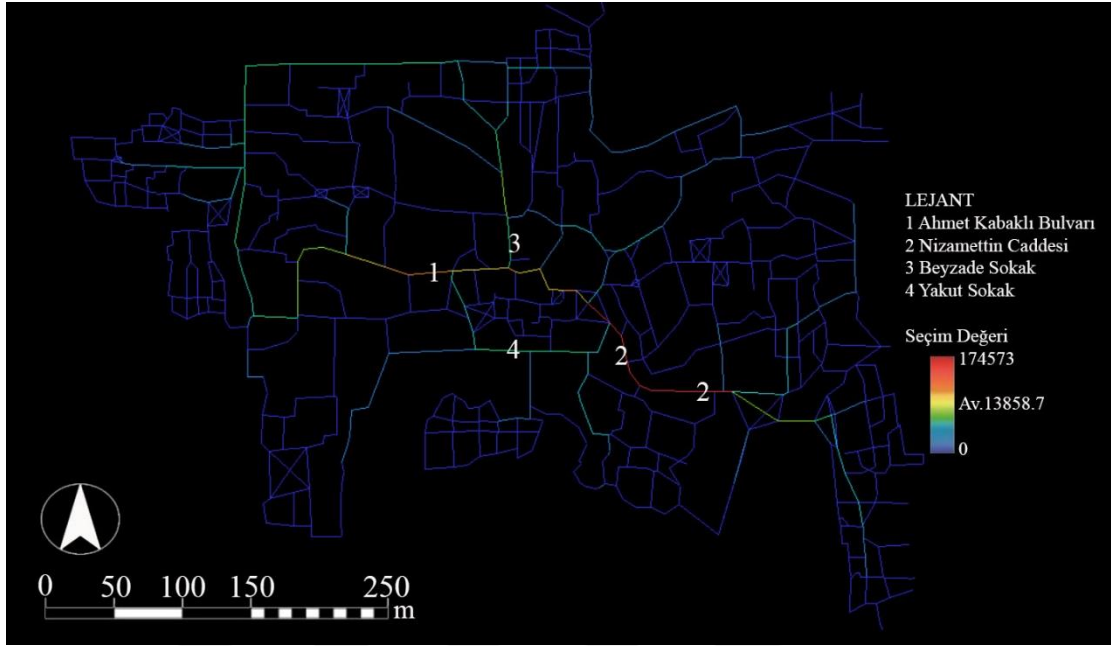 LEJANT
1 Ahmet Kabaklı Bulvarı
2 Nizamettin Caddesi
3 Beyzade Sokak
4 Yakut Sokak
Seçim Değeri
174573
Av.13858.7
0
3
1
4
2
2
0 50 100 150 250
m